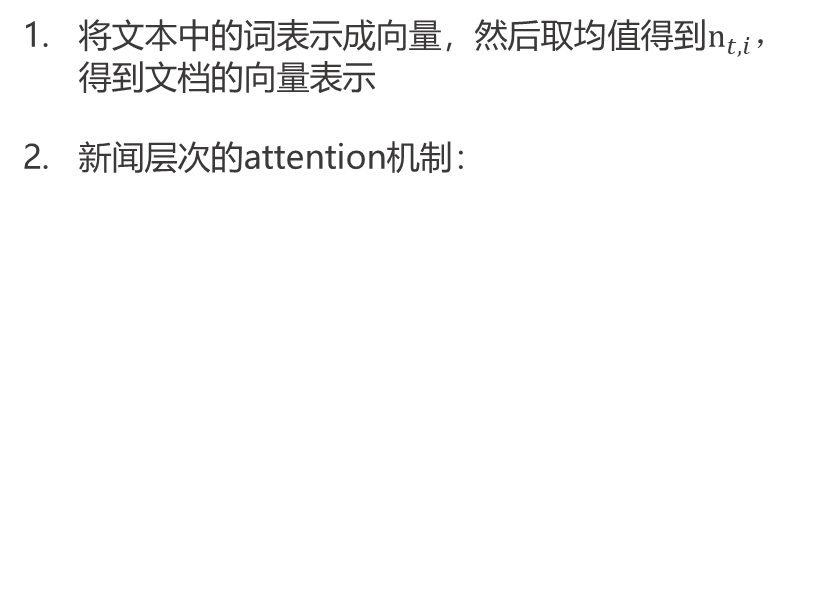 1. 将文本中的词表示成向量，然后取均值得到n_{t,i}，
得到文档的向量表示
2. 新闻层次的attention机制：